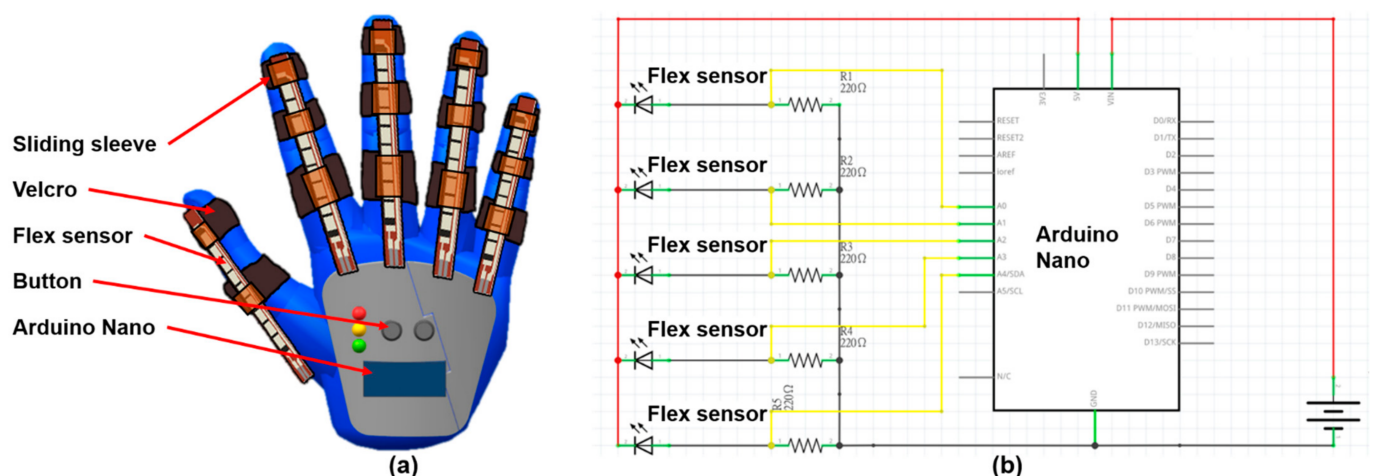 Sliding sleeve
Velcro
Flex sensor
Button
Arduino Nano
(a)
Flex sensor
R1
220Ω
Flex sensor
R2
220Ω
Flex sensor
R3
220Ω
Flex sensor
R4
220Ω
Flex sensor
R5
220Ω
3V3
5V
VIN
RESET
RESET2
AREF
ioref
A0
A1
A2
A3
A4/SDA
A5/SCL
N/C
Arduino
Nano
D0/RX
D1/TX
D2
D3 PWM
D4
D5 PWM
D6 PWM
D7
D8
D9 PWM
D10 PWM/SS
D11 PWM/MOSI
D12/MISO
D13/SCK
GND
(b)